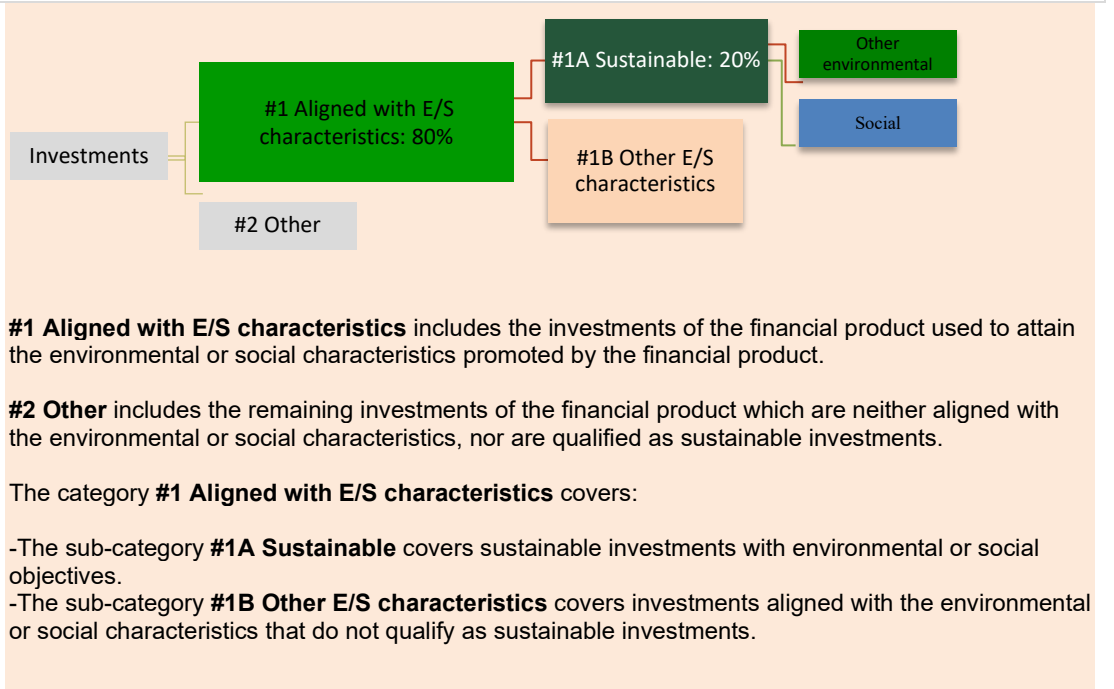 Other
environmental
#1A Sustainable: 20%
#1 Aligned with E/S
characteristics: 80%
Social
Investments
#1B Other E/S
characteristics
#2 Other
#1 Aligned with E/S characteristics includes the investments of the financial product used to attain
the environmental or social characteristics promoted by the financial product.
#2 Other includes the remaining investments of the financial product which are neither aligned with
the environmental or social characteristics, nor are qualified as sustainable investments.
The category #1 Aligned with E/S characteristics covers:
-The sub-category #1A Sustainable covers sustainable investments with environmental or social
objectives.
-The sub-category #1B Other E/S characteristics covers investments aligned with the environmental
or social characteristics that do not qualify as sustainable investments.